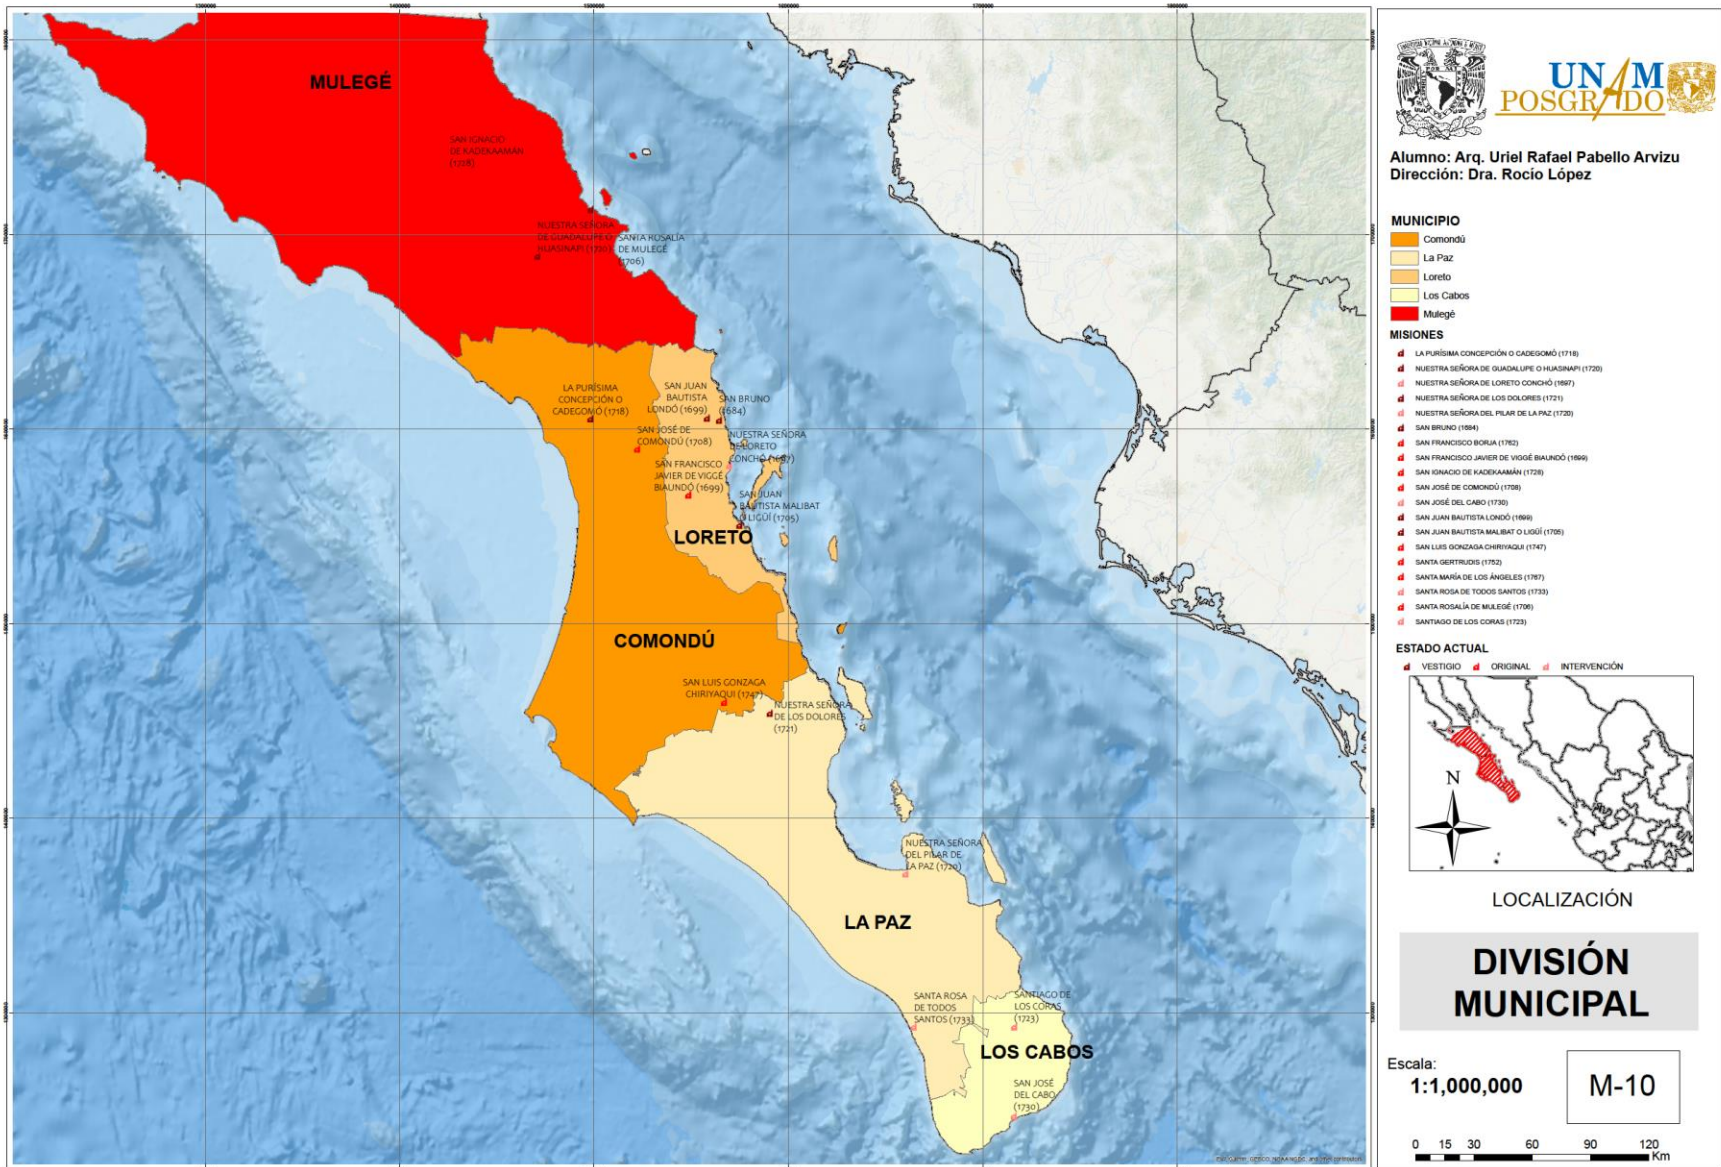 MULEGÉ
SAN IGNACIO
DE KADEKAAMÁN
(1728)
NUESTRA SEÑORA
DE GUADALUPE O
HUASINAPI (1720)
SANTA ROSALÍA
DE MULEGÉ
(1706)
LA PURÍSIMA
CONCEPCIÓN O
CADEGOMÓ (1718)
SAN JUAN
BAUTISTA
LONDÓ (1699)
SAN BRUNO
(1684)
SAN JOSÉ DE
COMONDÚ (1708)
NUESTRA SEÑORA
DE LORETO
CONCHÓ (1697)
SAN FRANCISCO
JAVIER DE VIGGÉ
BIAUNDÓ (1699)
SAN JUAN
BAUTISTA MALIBAT
O LIGÜÍ (1705)
LORETO
COMONDÚ
SAN LUIS GONZAGA
CHIRIYAQUI (1747)
NUESTRA SEÑORA
DE LOS DOLORES
(1721)
NUESTRA SEÑORA
DEL PILAR DE
LA PAZ (1720)
LA PAZ
SANTA ROSA
DE TODOS
SANTOS (1733)
SANTIAGO DE
LOS CORAS
(1723)
LOS CABOS
SAN JOSÉ
DEL CABO
(1730)
UNAM
POSGRADO
Alumno: Arq. Uriel Rafael Pabello Arvizu
Dirección: Dra. Rocío López
MUNICIPIO
Comondú
La Paz
Loreto
Los Cabos
Mulegé
MISIONES
LA PURÍSIMA CONCEPCIÓN O CADEGOMÓ (1718)
NUESTRA SEÑORA DE GUADALUPE O HUASINAPI (1720)
NUESTRA SEÑORA DE LORETO CONCHÓ (1697)
NUESTRA SEÑORA DE LOS DOLORES (1721)
NUESTRA SEÑORA DEL PILAR DE LA PAZ (1720)
SAN BRUNO (1684)
SAN FRANCISCO BORJA (1762)
SAN FRANCISCO JAVIER DE VIGGÉ BIAUNDÓ (1699)
SAN IGNACIO DE KADEKAAMÁN (1728)
SAN JOSÉ DE COMONDÚ (1708)
SAN JOSÉ DEL CABO (1730)
SAN JUAN BAUTISTA LONDÓ (1699)
SAN JUAN BAUTISTA MALIBAT O LIGÜÍ (1705)
SAN LUIS GONZAGA CHIRIYAQUI (1747)
SANTA GERTRUDIS (1752)
SANTA MARÍA DE LOS ÁNGELES (1767)
SANTA ROSA DE TODOS SANTOS (1733)
SANTA ROSALÍA DE MULEGÉ (1706)
SANTIAGO DE LOS CORAS (1723)
ESTADO ACTUAL
VESTIGIO ORIGINAL INTERVENCIÓN
N
LOCALIZACIÓN
DIVISIÓN
MUNICIPAL
Escala:
1:1,000,000
M-10
0 15 30 60 90 120
Km